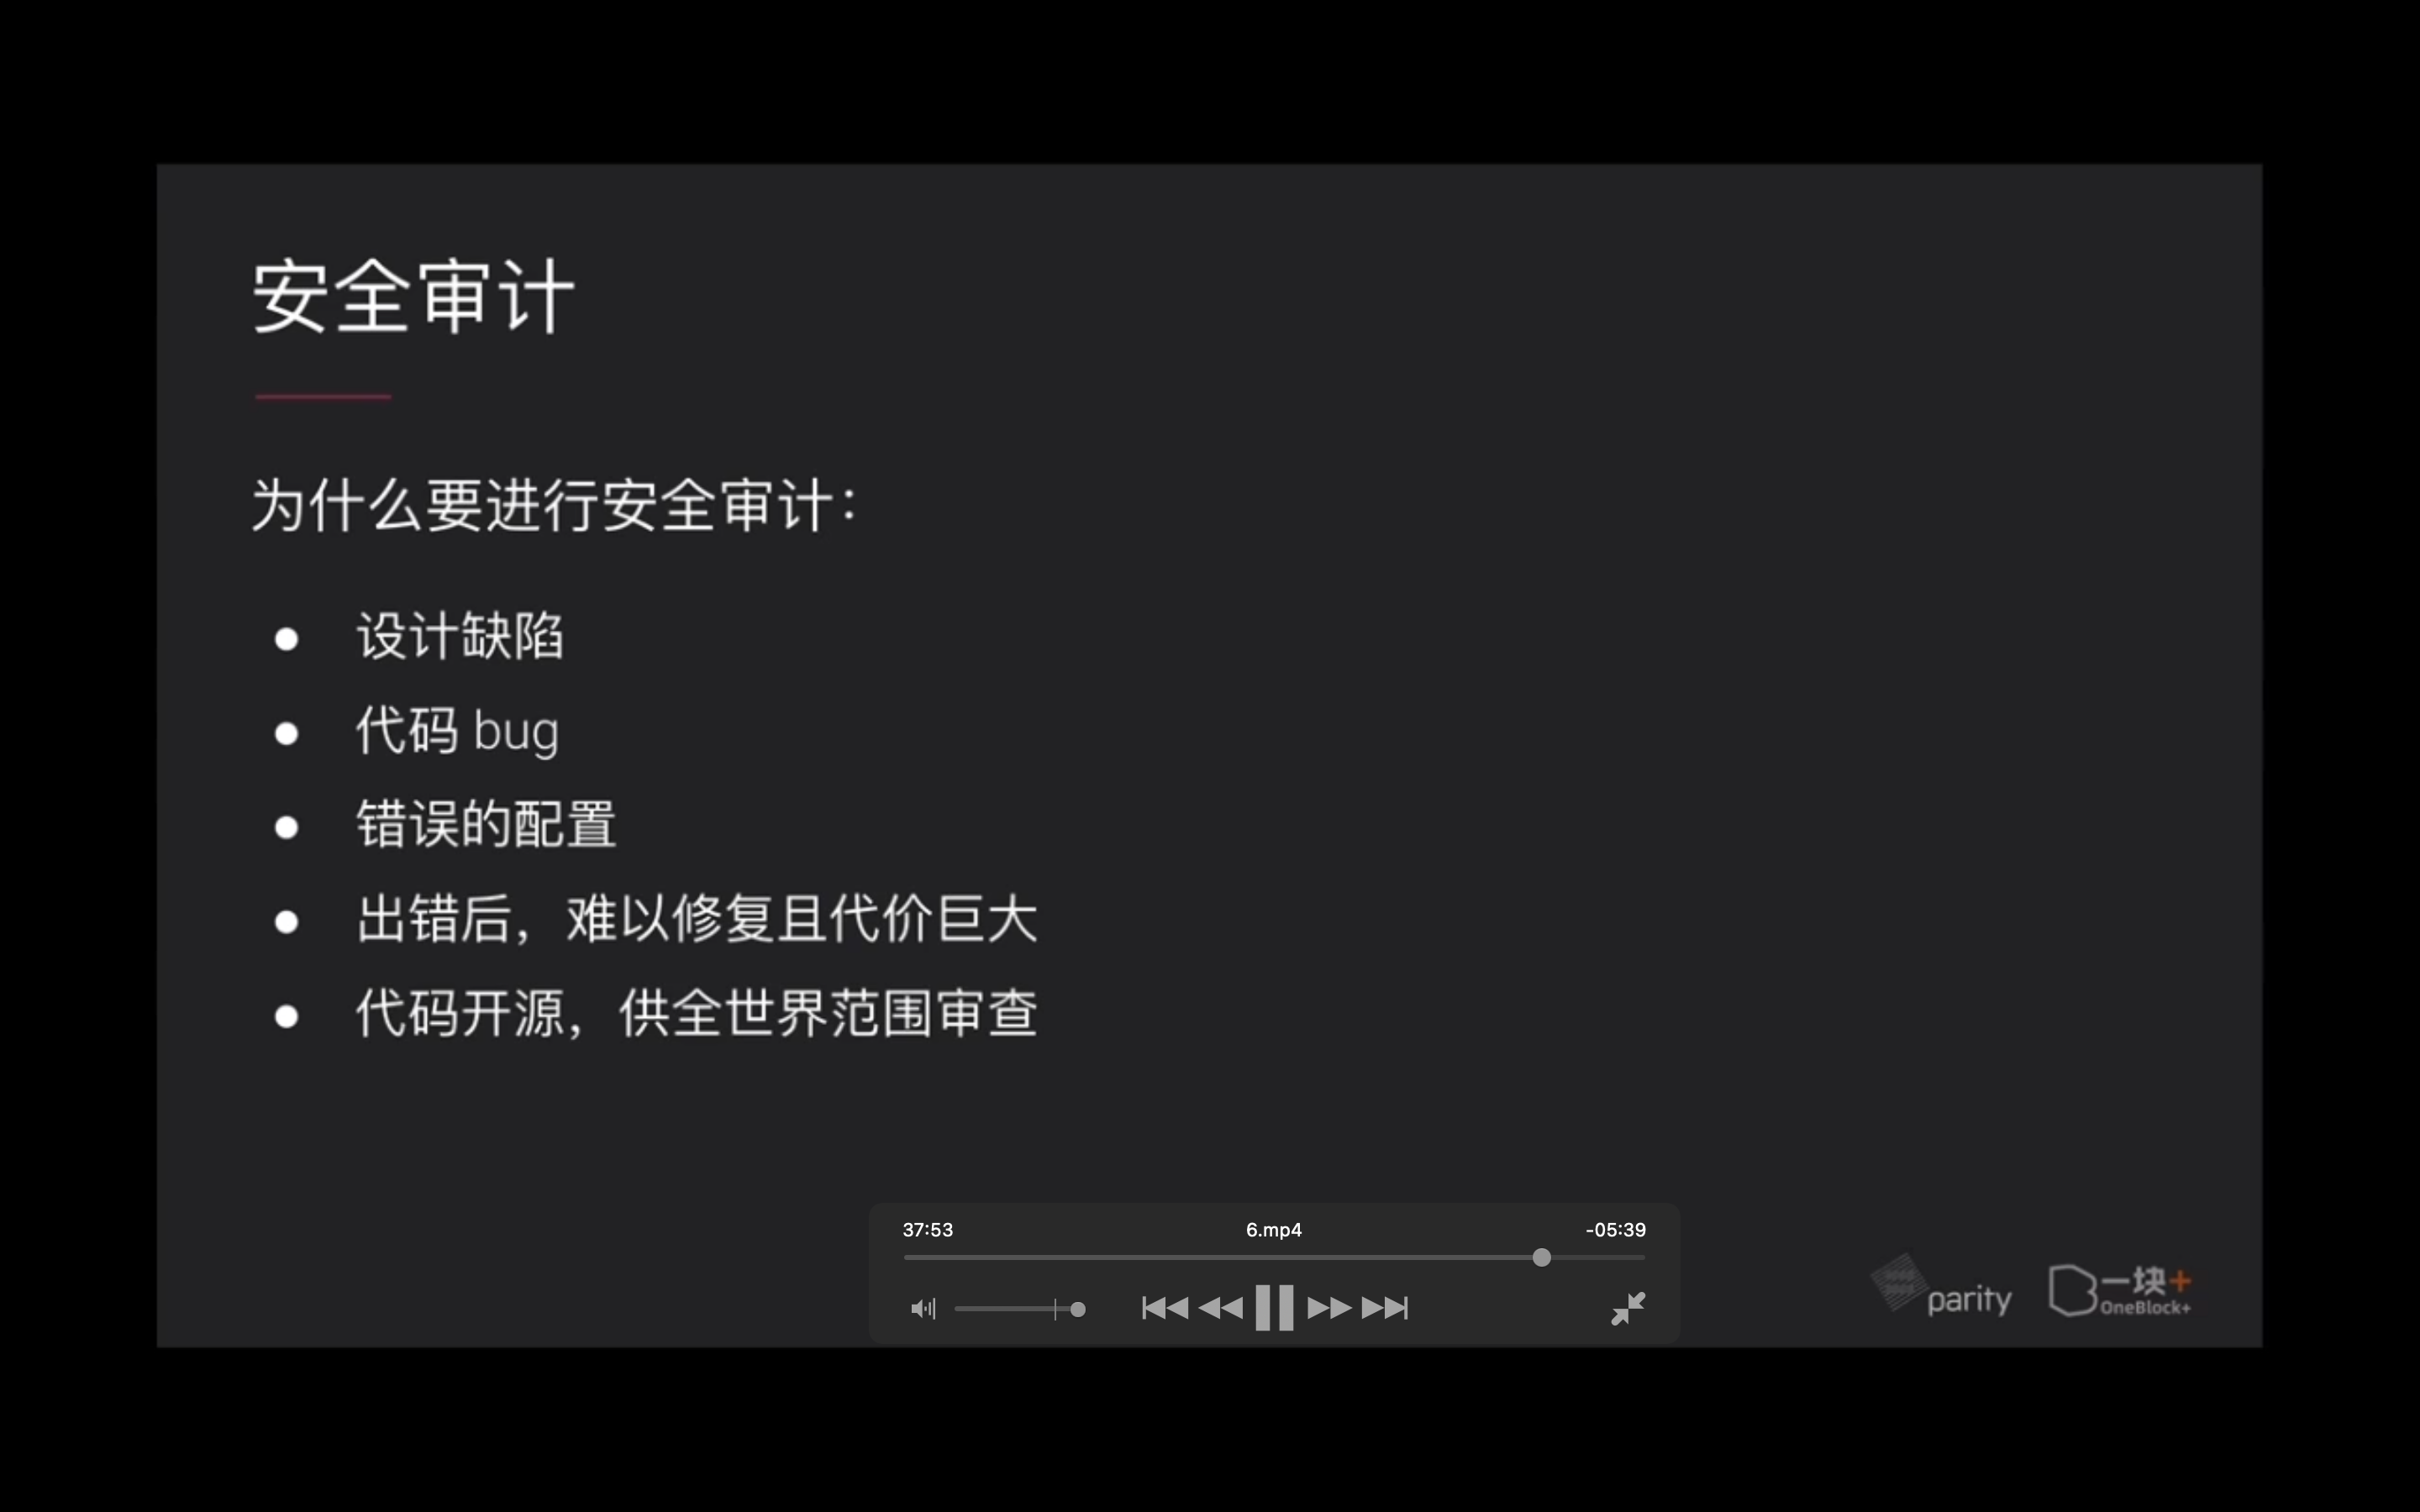 安全审计
为什么要进行安全审计：
● 设计缺陷
● 代码 bug
● 错误的配置
● 出错后，难以修复且代价巨大
● 代码开源，供全世界范围审查
37:53 6.mp4 -05:39
parity 一块+
OneBlock+